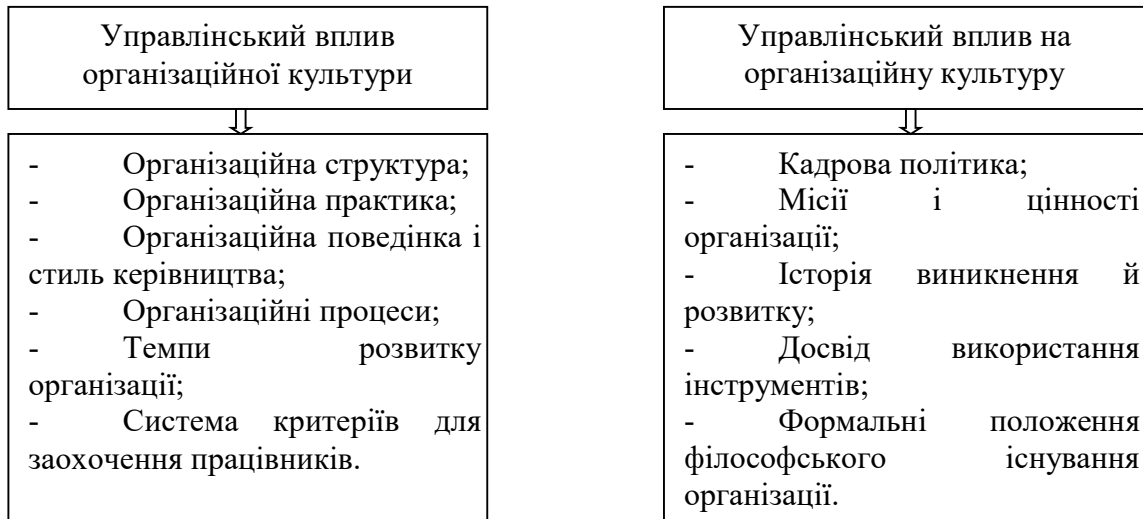 Управлінський вплив
організаційної культури
- Організаційна структура;
- Організаційна практика;
- Організаційна поведінка і
стиль керівництва;
- Організаційні процеси;
- Темпи розвитку
організації;
- Система критеріїв для
заохочення працівників.
Управлінський вплив на
організаційну культуру
- Кадрова політика;
- Місії і цінності
організації;
- Історія виникнення й
розвитку;
- Досвід використання
інструментів;
- Формальні положення
філософського існування
організації.